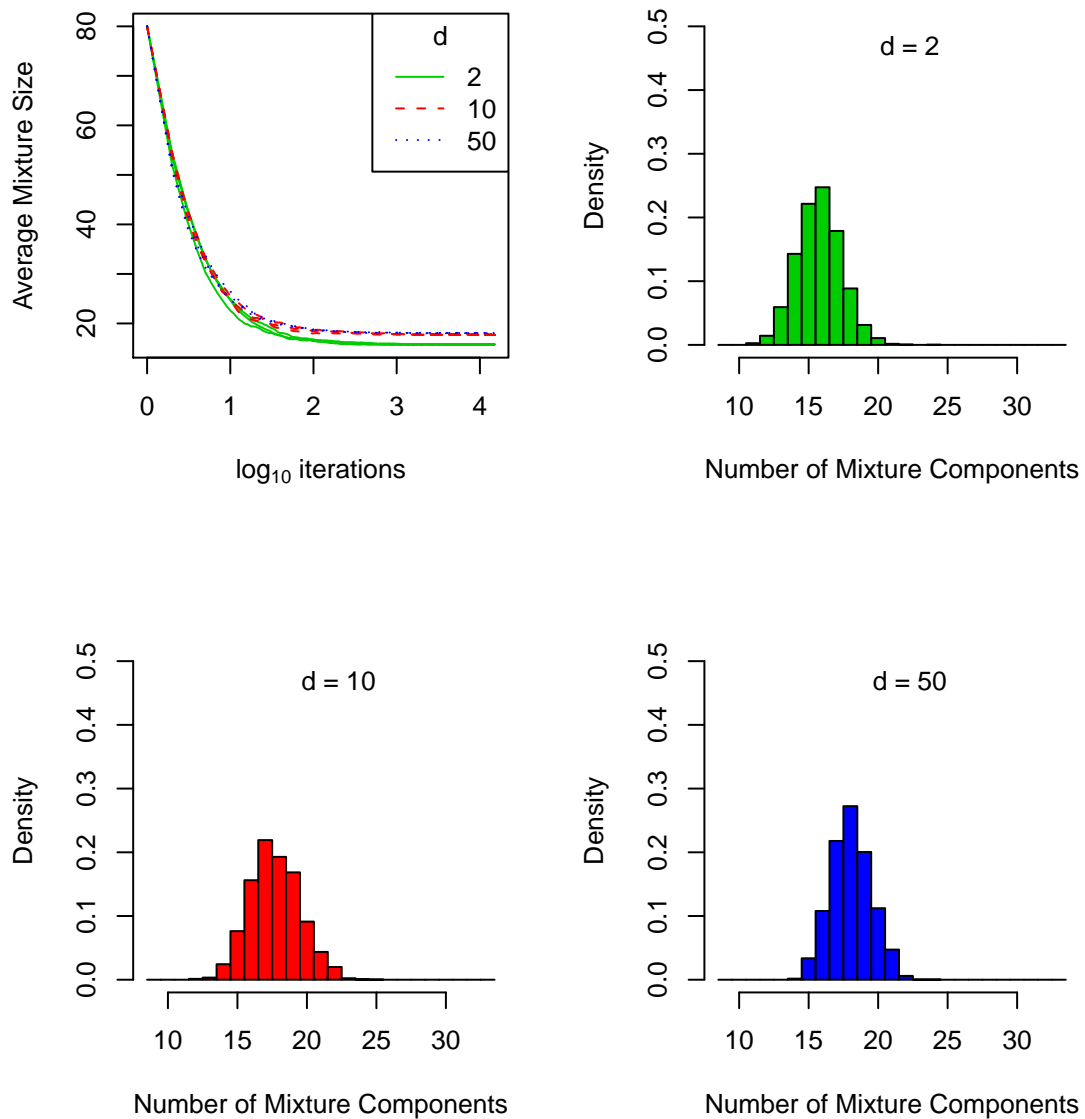 80
60
40
20
Average Mixture Size
0 1 2 3 4
log10 iterations
d
2
10
50
0.5
0.4
0.3
0.2
0.1
0.0
Density
d = 2
10 15 20 25 30
Number of Mixture Components
0.5
0.4
0.3
0.2
0.1
0.0
Density
d = 10
10 15 20 25 30
Number of Mixture Components
0.5
0.4
0.3
0.2
0.1
0.0
Density
d = 50
10 15 20 25 30
Number of Mixture Components